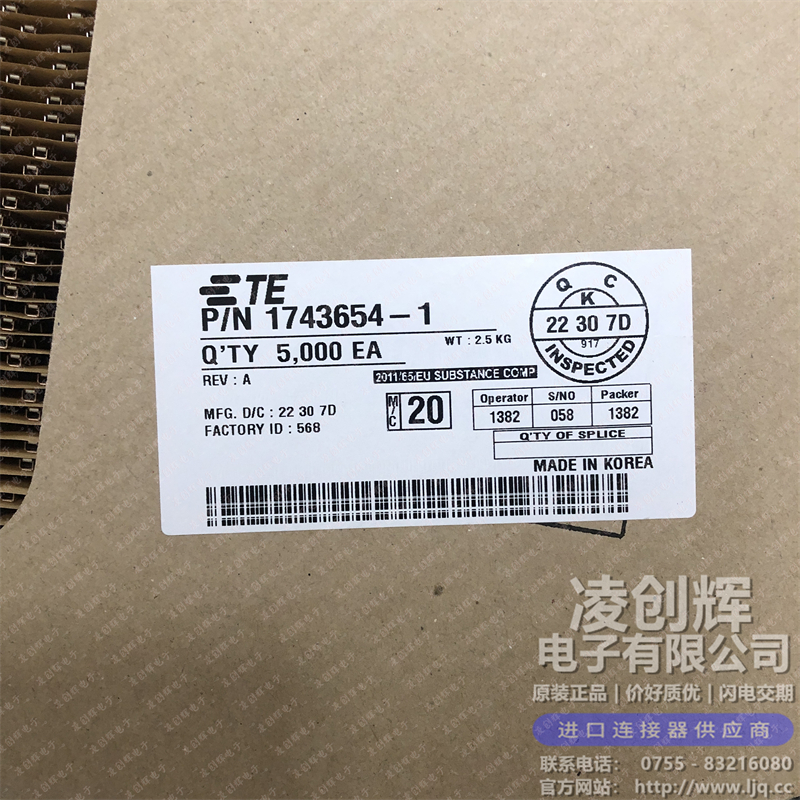 TE
P/N 1743654-1
WT : 2.5 KG
Q'TY 5,000 EA
REV : A
2011/65/EU SUBSTANCE COMP.
MFG. D/C : 22 30 7D
FACTORY ID : 568
M/C 20
Operator S/NO Packer
1382 058 1382
Q'TY OF SPLICE
MADE IN KOREA
Q C
K
22 30 7D
917
INSPECTED
凌创辉
电子有限公司
原装正品 | 价好质优 | 闪电交期
进口连接器供应商
联系电话: 0755 - 83216080
官方网站: http://www.ljq.cc